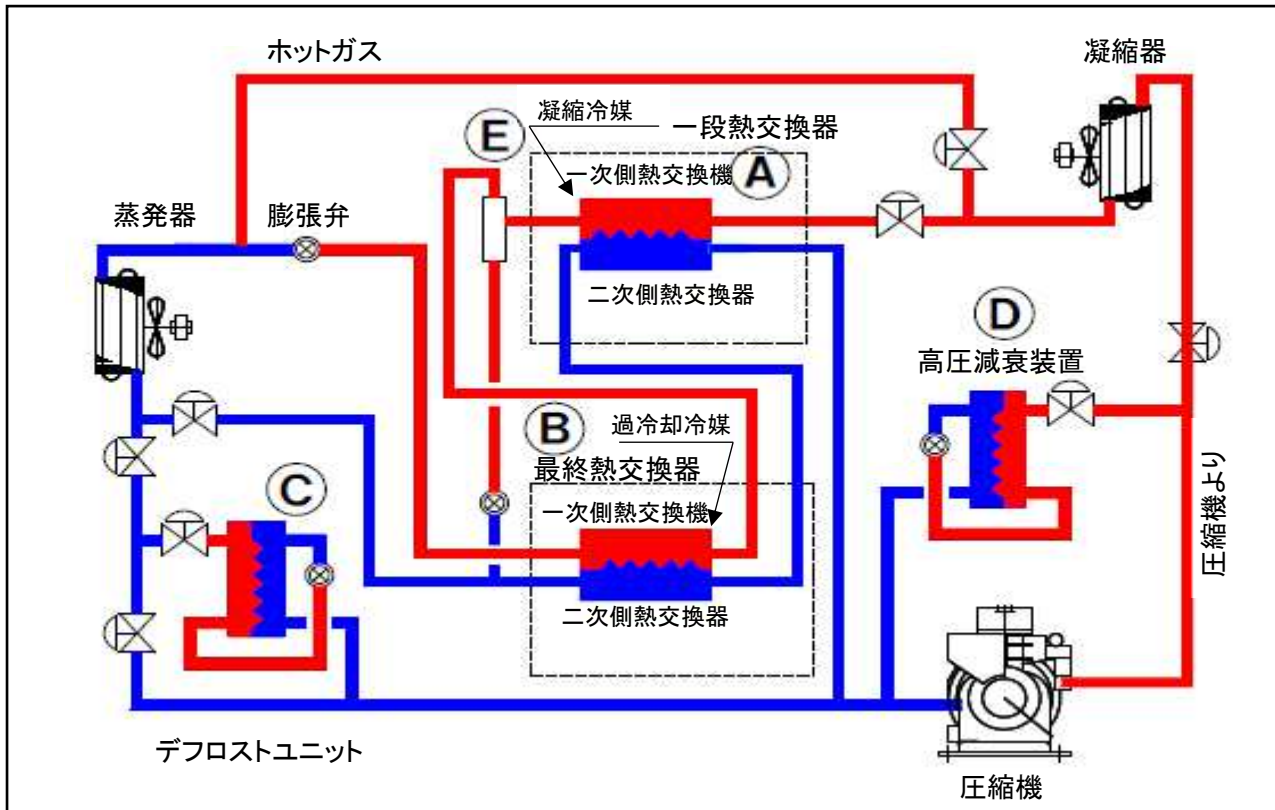 ホットガス
凝縮器
凝縮冷媒
一段熱交換器
E
一次側熱交換機
A
蒸発器
膨張弁
二次側熱交換器
D
高圧減衰装置
B
過冷却冷媒
最終熱交換器
圧縮機より
C
一次側熱交換機
二次側熱交換器
デフロストユニット
圧縮機